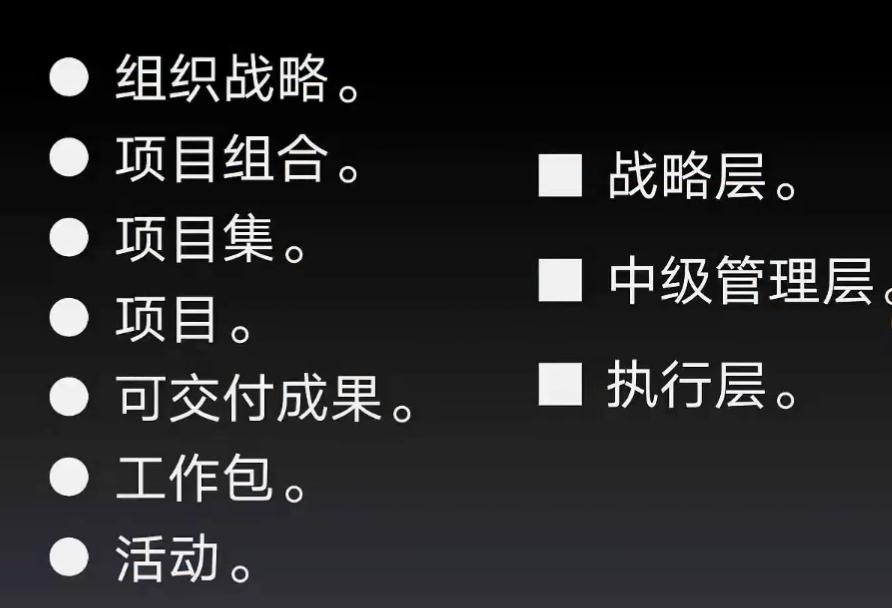 组织战略。
项目组合。
项目集。
项目。
可交付成果。
工作包。
活动。
战略层。
中级管理层。
执行层。